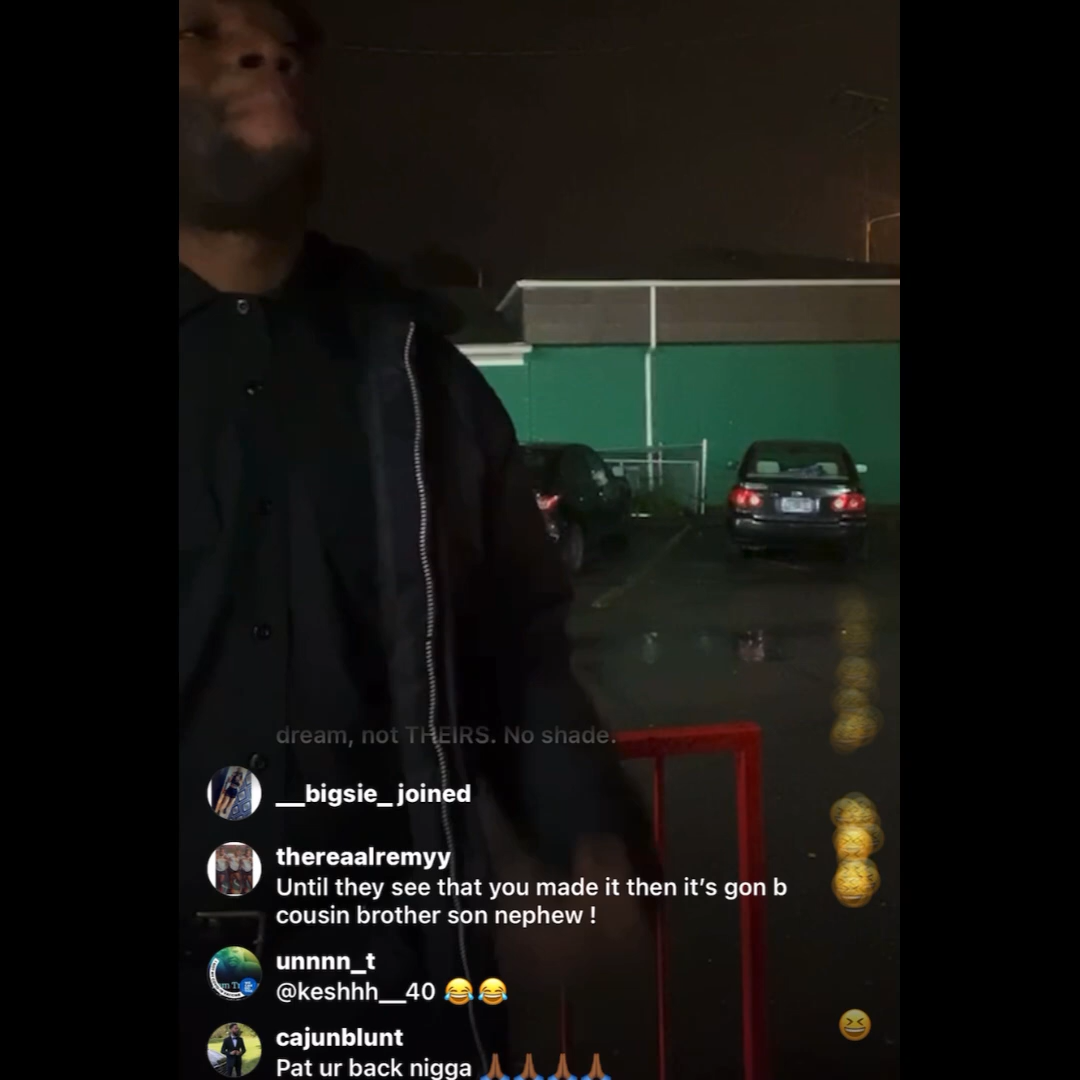 dream, not THEIRS. No shade.
__bigsie_ joined
thereaalremyy
Until they see that you made it then it's gon b
cousin brother son nephew !
unnnn_t
@keshhh__40 😂😂
cajunblunt
Pat ur back nigga 🙏🏾🙏🏾🙏🏾🙏🏾